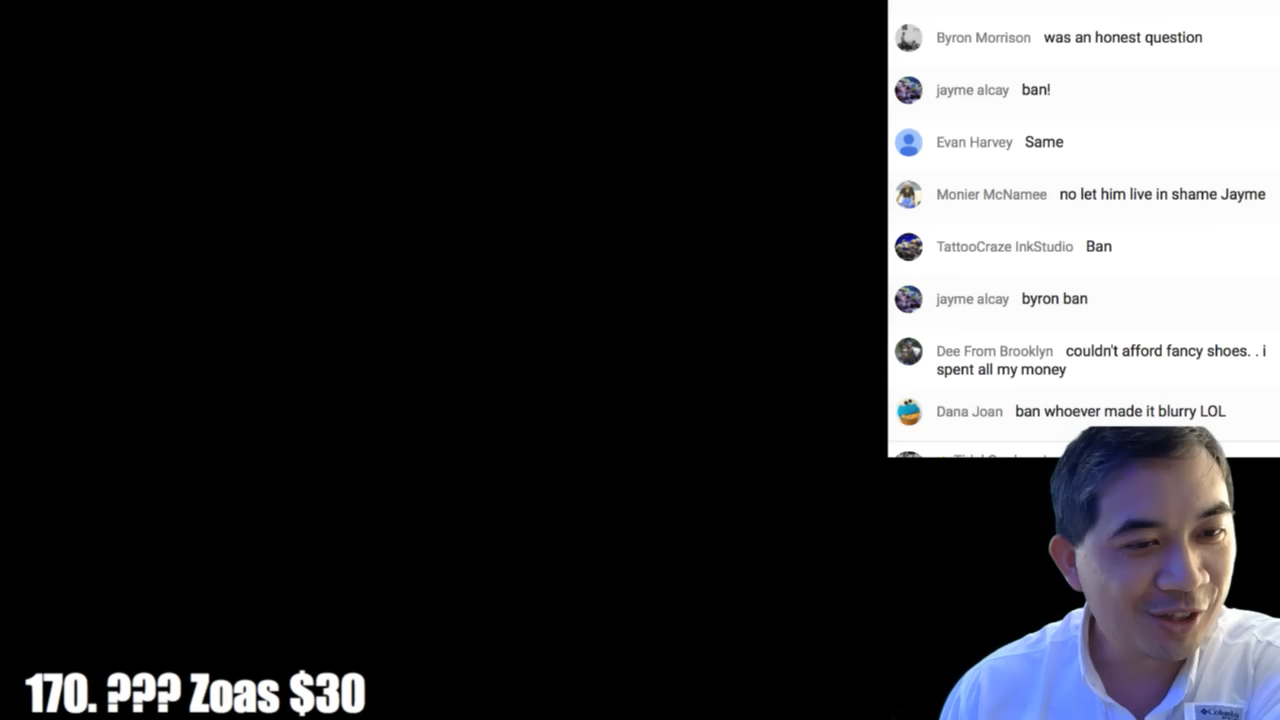 Byron Morrison was an honest question
jayme alcay ban!
Evan Harvey Same
Monier McNamee no let him live in shame Jayme
TattooCraze InkStudio Ban
jayme alcay byron ban
Dee From Brooklyn couldn't afford fancy shoes. . i
spent all my money
Dana Joan ban whoever made it blurry LOL
Columbia
170. ??? Zoas $30